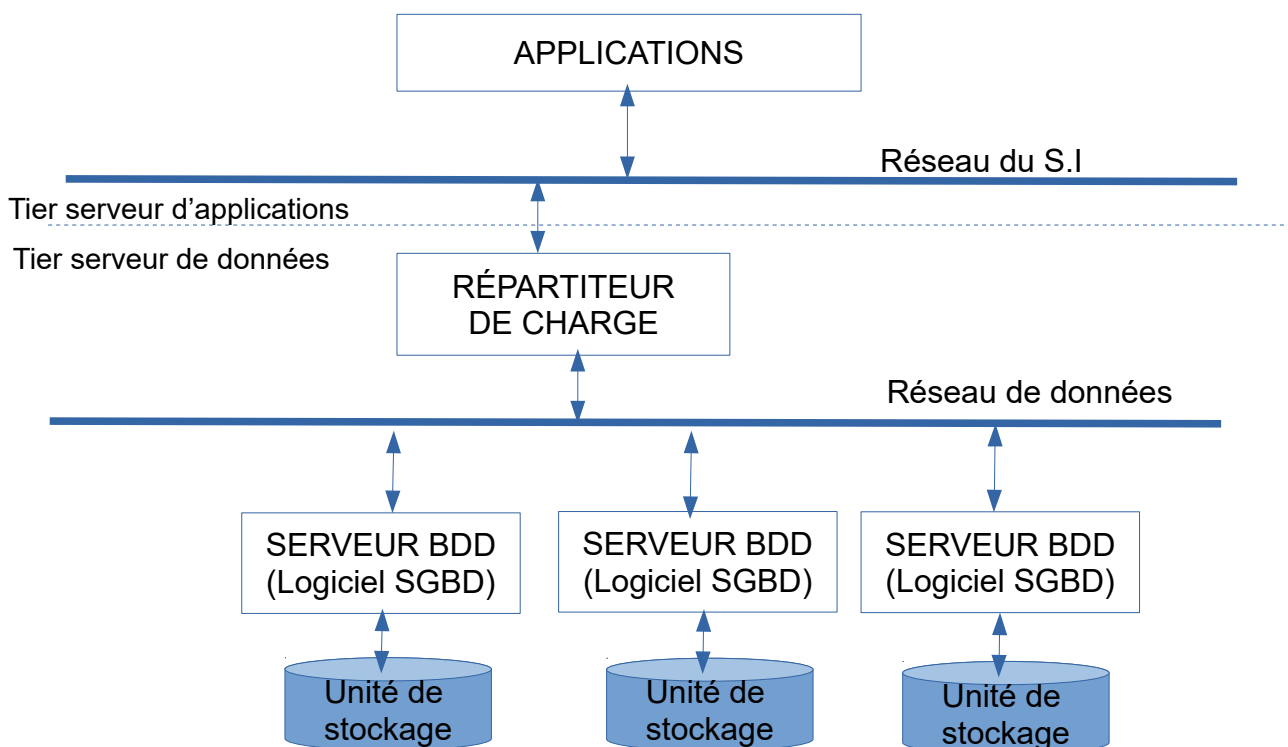 APPLICATIONS
Réseau du S.I
Tier serveur d'applications
Tier serveur de données
RÉPARTITEUR
DE CHARGE
Réseau de données
SERVEUR BDD
(Logiciel SGBD)
SERVEUR BDD
(Logiciel SGBD)
SERVEUR BDD
(Logiciel SGBD)
Unité de
stockage
Unité de
stockage
Unité de
stockage